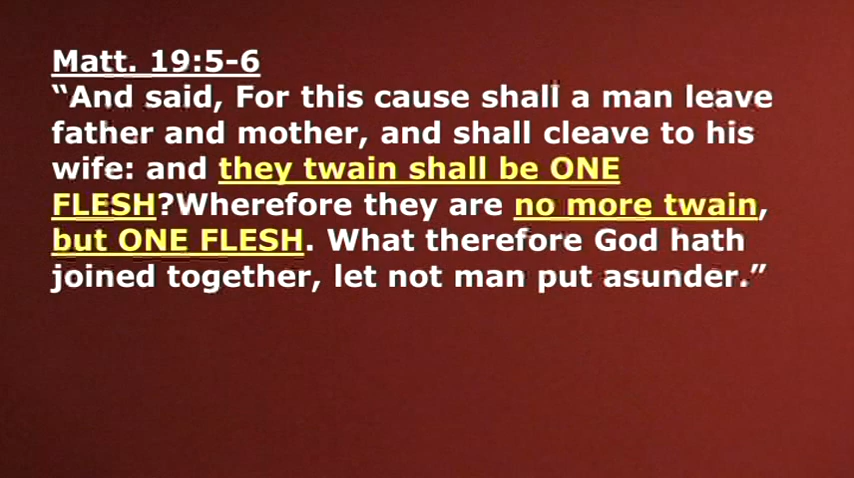 Matt. 19:5-6
“And said, For this cause shall a man leave
father and mother, and shall cleave to his
wife: and they twain shall be ONE
FLESH?Wherefore they are no more twain,
but ONE FLESH. What therefore God hath
joined together, let not man put asunder.”